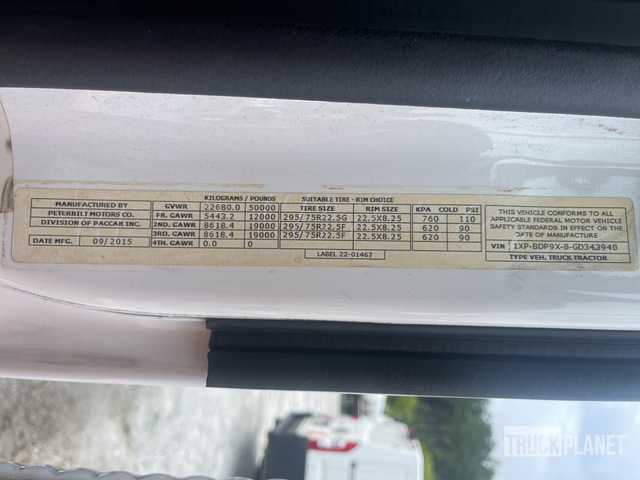 MANUFACTURED BY
PETERBILT MOTORS CO.
DIVISION OF PACCAR INC.
DATE MFG. 09/2015
KILOGRAMS / POUNDS SUITABLE TIRE - RIM CHOICE
GVWR 22680.0 50000 TIRE SIZE RIM SIZE KPA COLD PSI
FR. GAWR 5443.2 12000 295/75R22.5G 22.5X8.25 760 110
2ND. GAWR 8618.4 19000 295/75R22.5F 22.5X8.25 620 90
3RD. GAWR 8618.4 19000 295/75R22.5F 22.5X8.25 620 90
4TH. GAWR 0.0 0
LABEL 22-01467
THIS VEHICLE CONFORMS TO ALL
APPLICABLE FEDERAL MOTOR VEHICLE
SAFETY STANDARDS IN EFFECT ON THE
DATE OF MANUFACTURE
VIN 1XP-BDP9X-8-GD343940
TYPE VEH. TRUCK TRACTOR
TRUCKPLANET